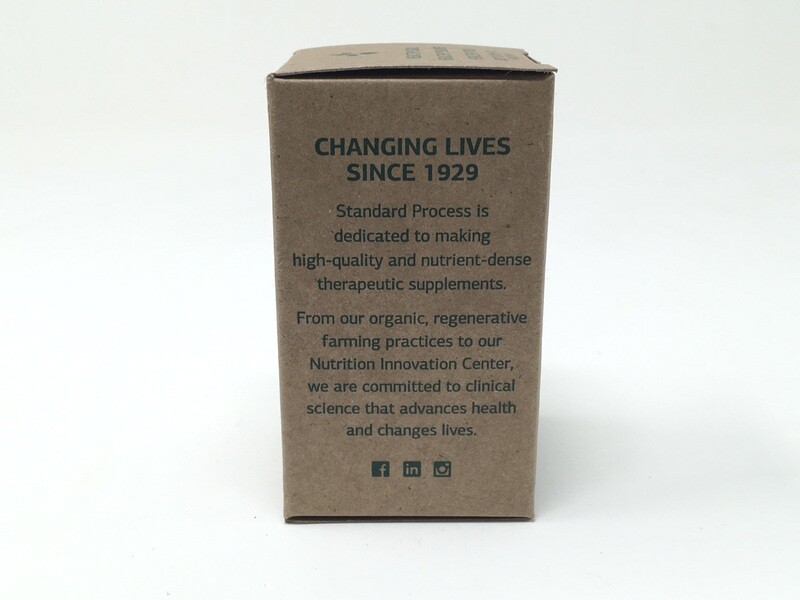 CHANGING LIVES
SINCE 1929
Standard Process is
dedicated to making
high-quality and nutrient-dense
therapeutic supplements.
From our organic, regenerative
farming practices to our
Nutrition Innovation Center,
we are committed to clinical
science that advances health
and changes lives.